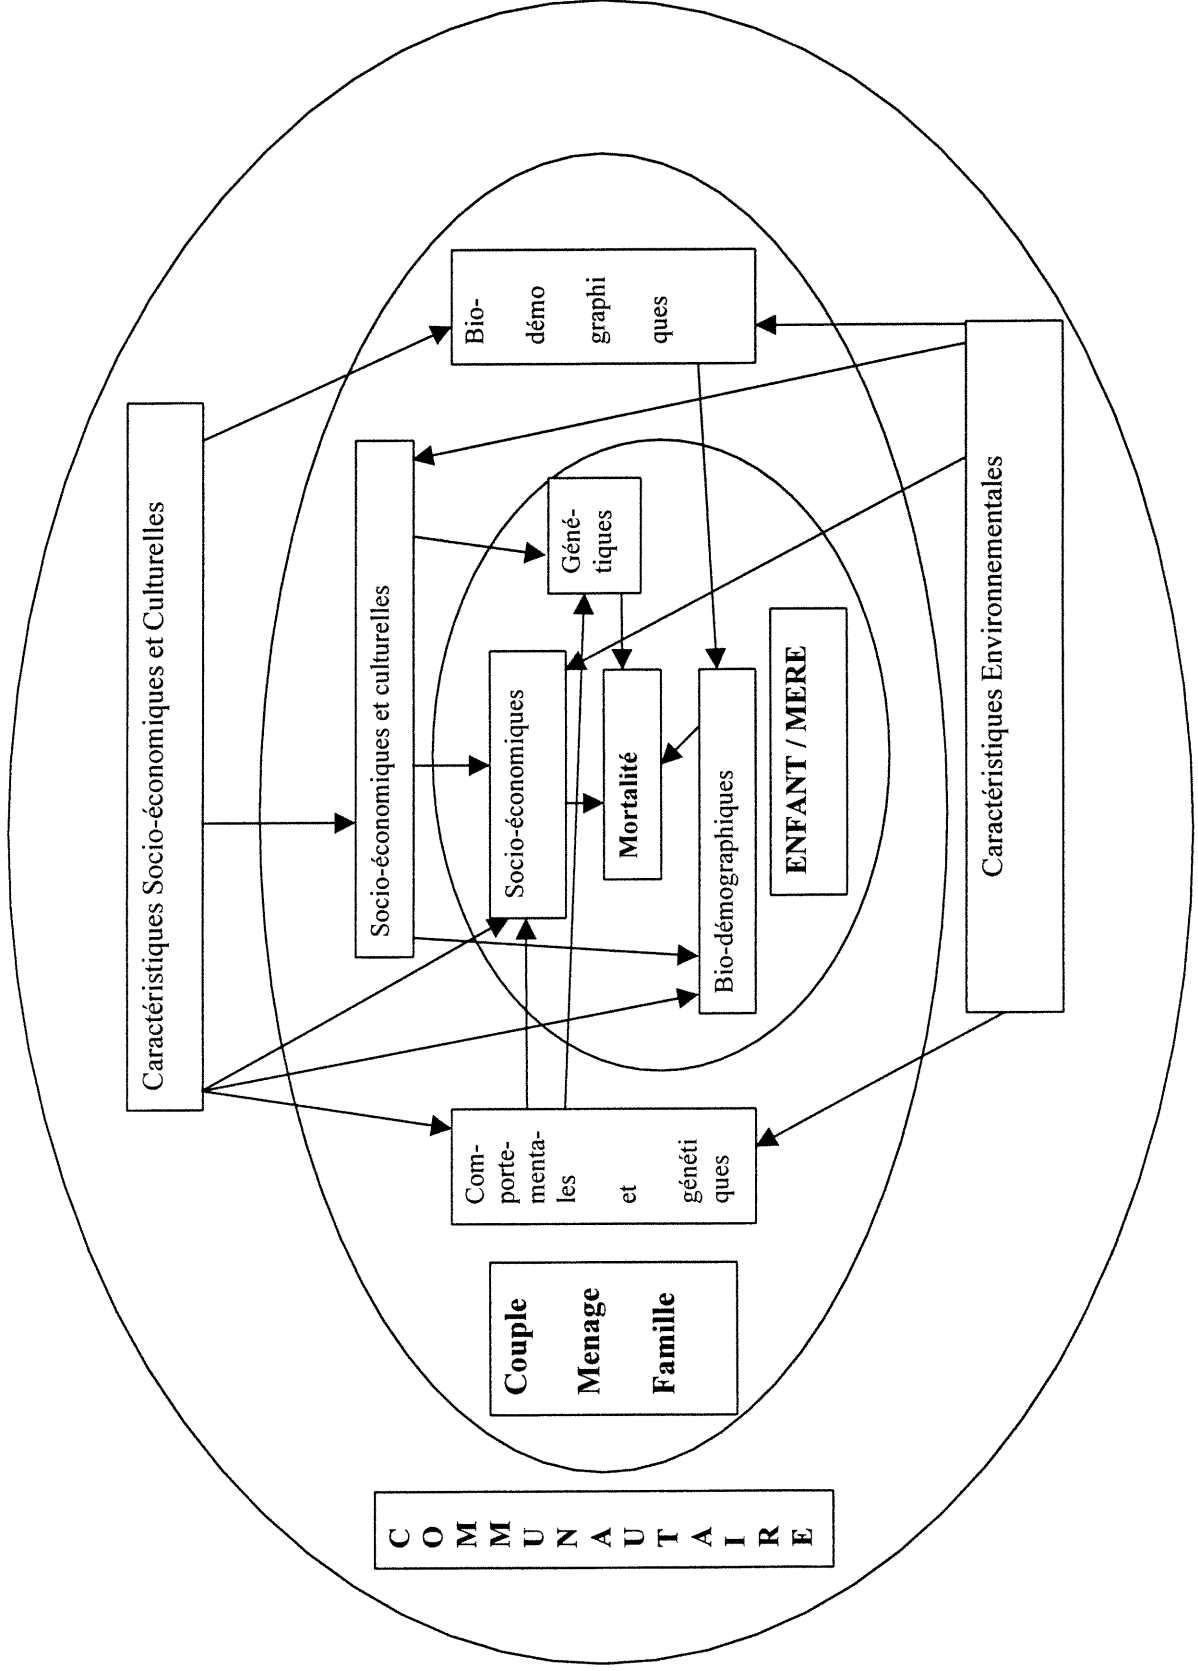 Caractéristiques Socio-économiques et Culturelles
Socio-économiques et culturelles
C
O
M
M
U
N
A
U
T
A
I
R
E
Couple
Menage
Famille
Com-
porte-
menta-
les
et
généti
ques
Socio-économiques
Géné-
tiques
Mortalité
Bio-démographiques
Bio-
démo
graphi
ques
ENFANT / MERE
Caractéristiques Environnementales